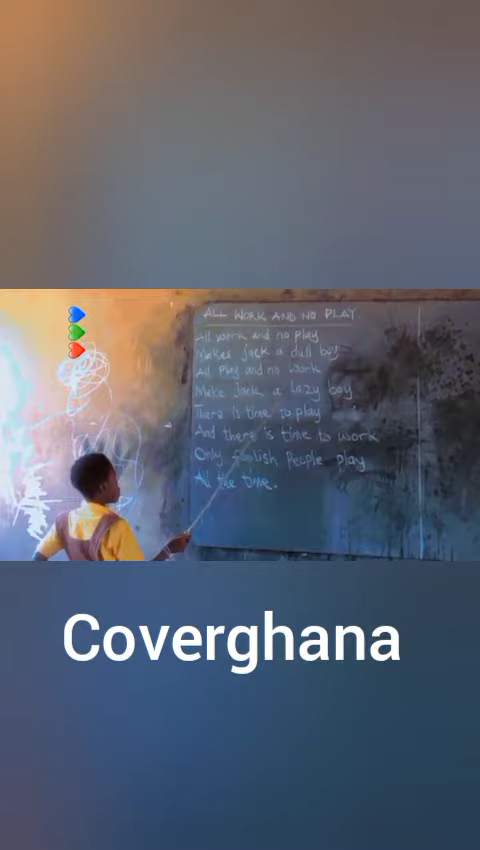 ALL WORK AND NO PLAY
All work and no play
Makes jack a dull boy
All Play and no work
Make Jack a Lazy boy
There is time to play
And there is time to work
Only foolish People play
All the time.
Coverghana